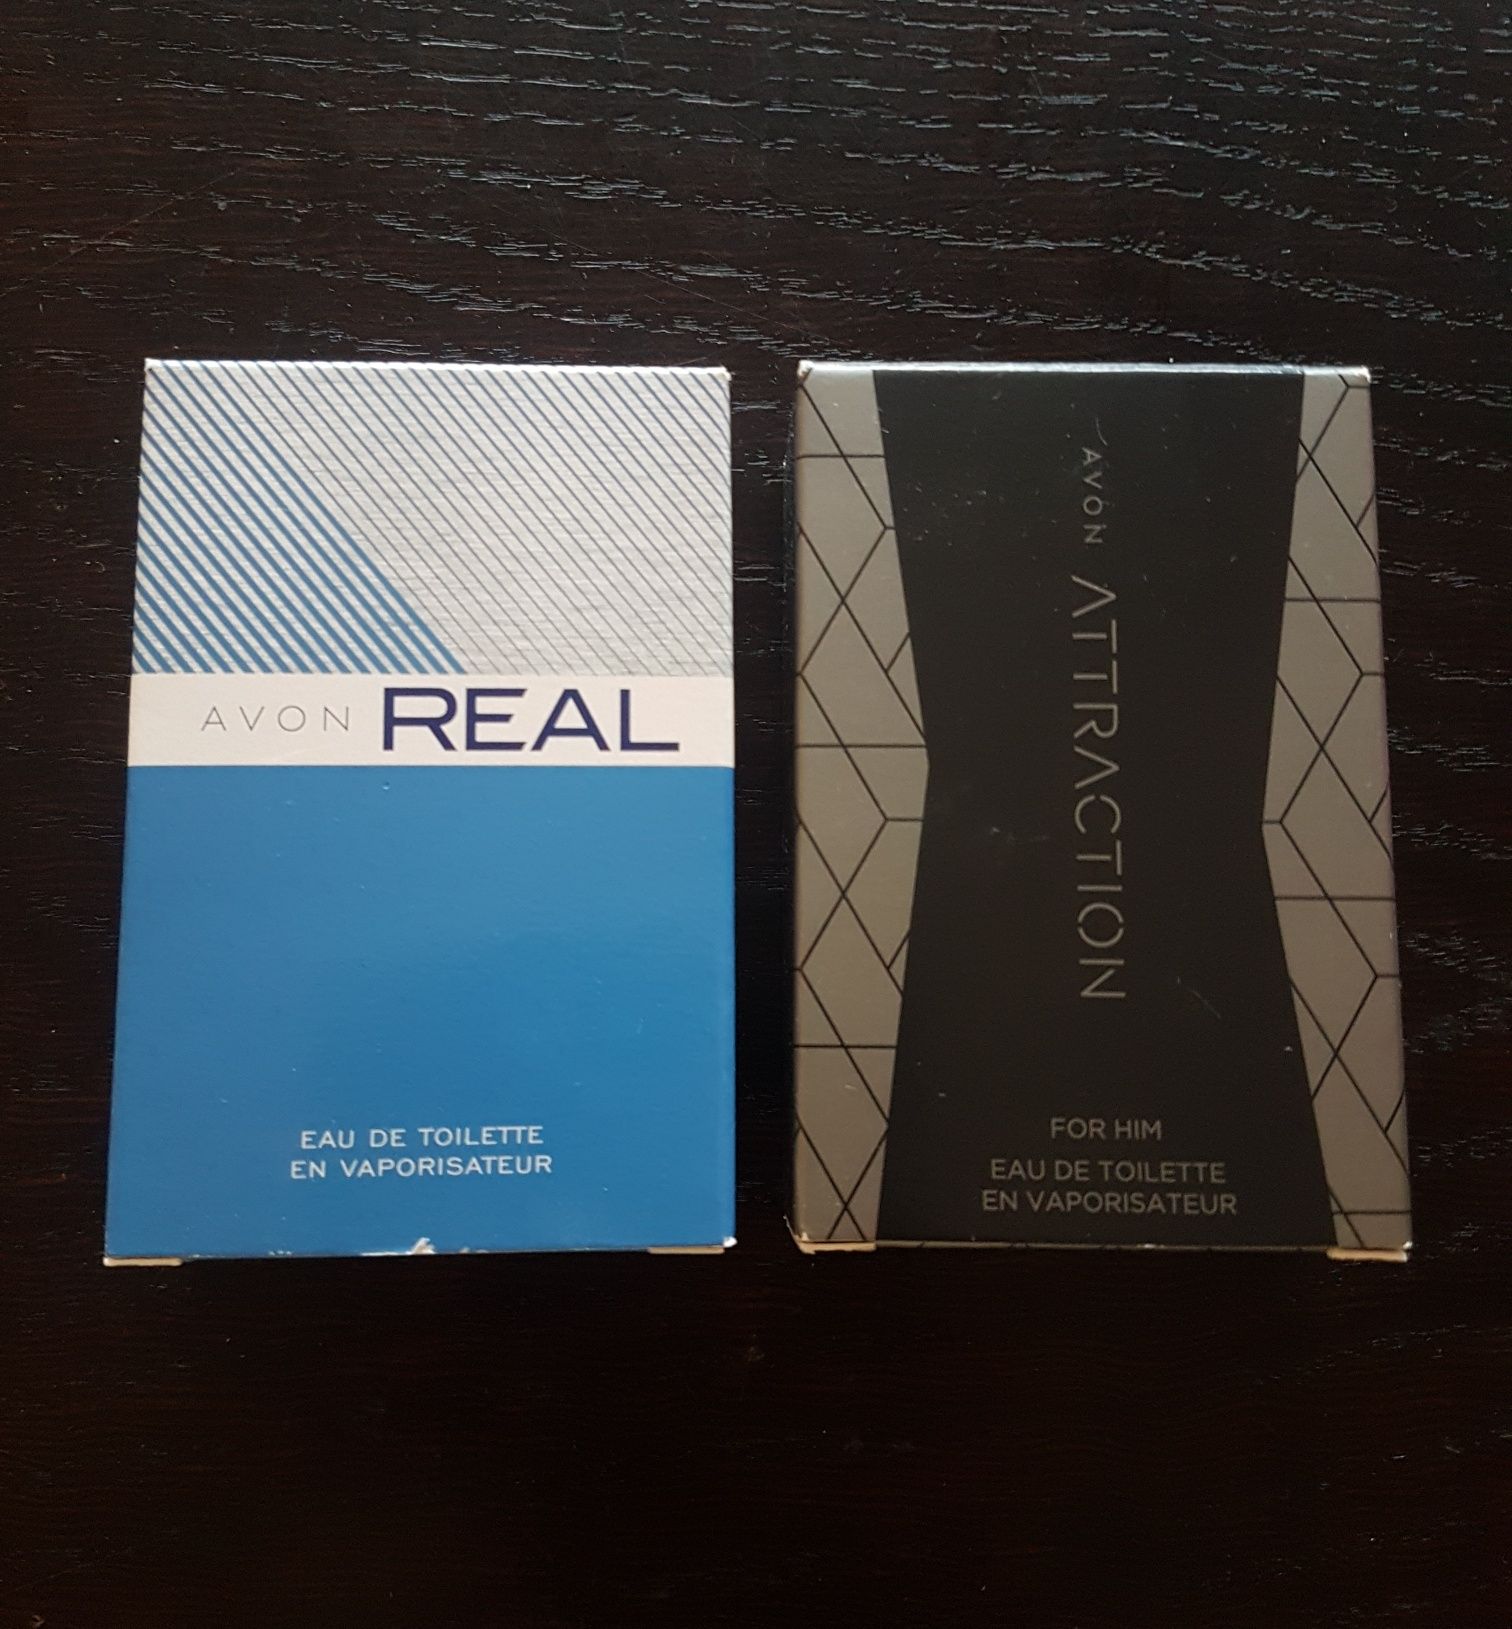 AVON REAL
EAU DE TOILETTE
EN VAPORISATEUR
AVON ATTRACTION
FOR HIM
EAU DE TOILETTE
EN VAPORISATEUR